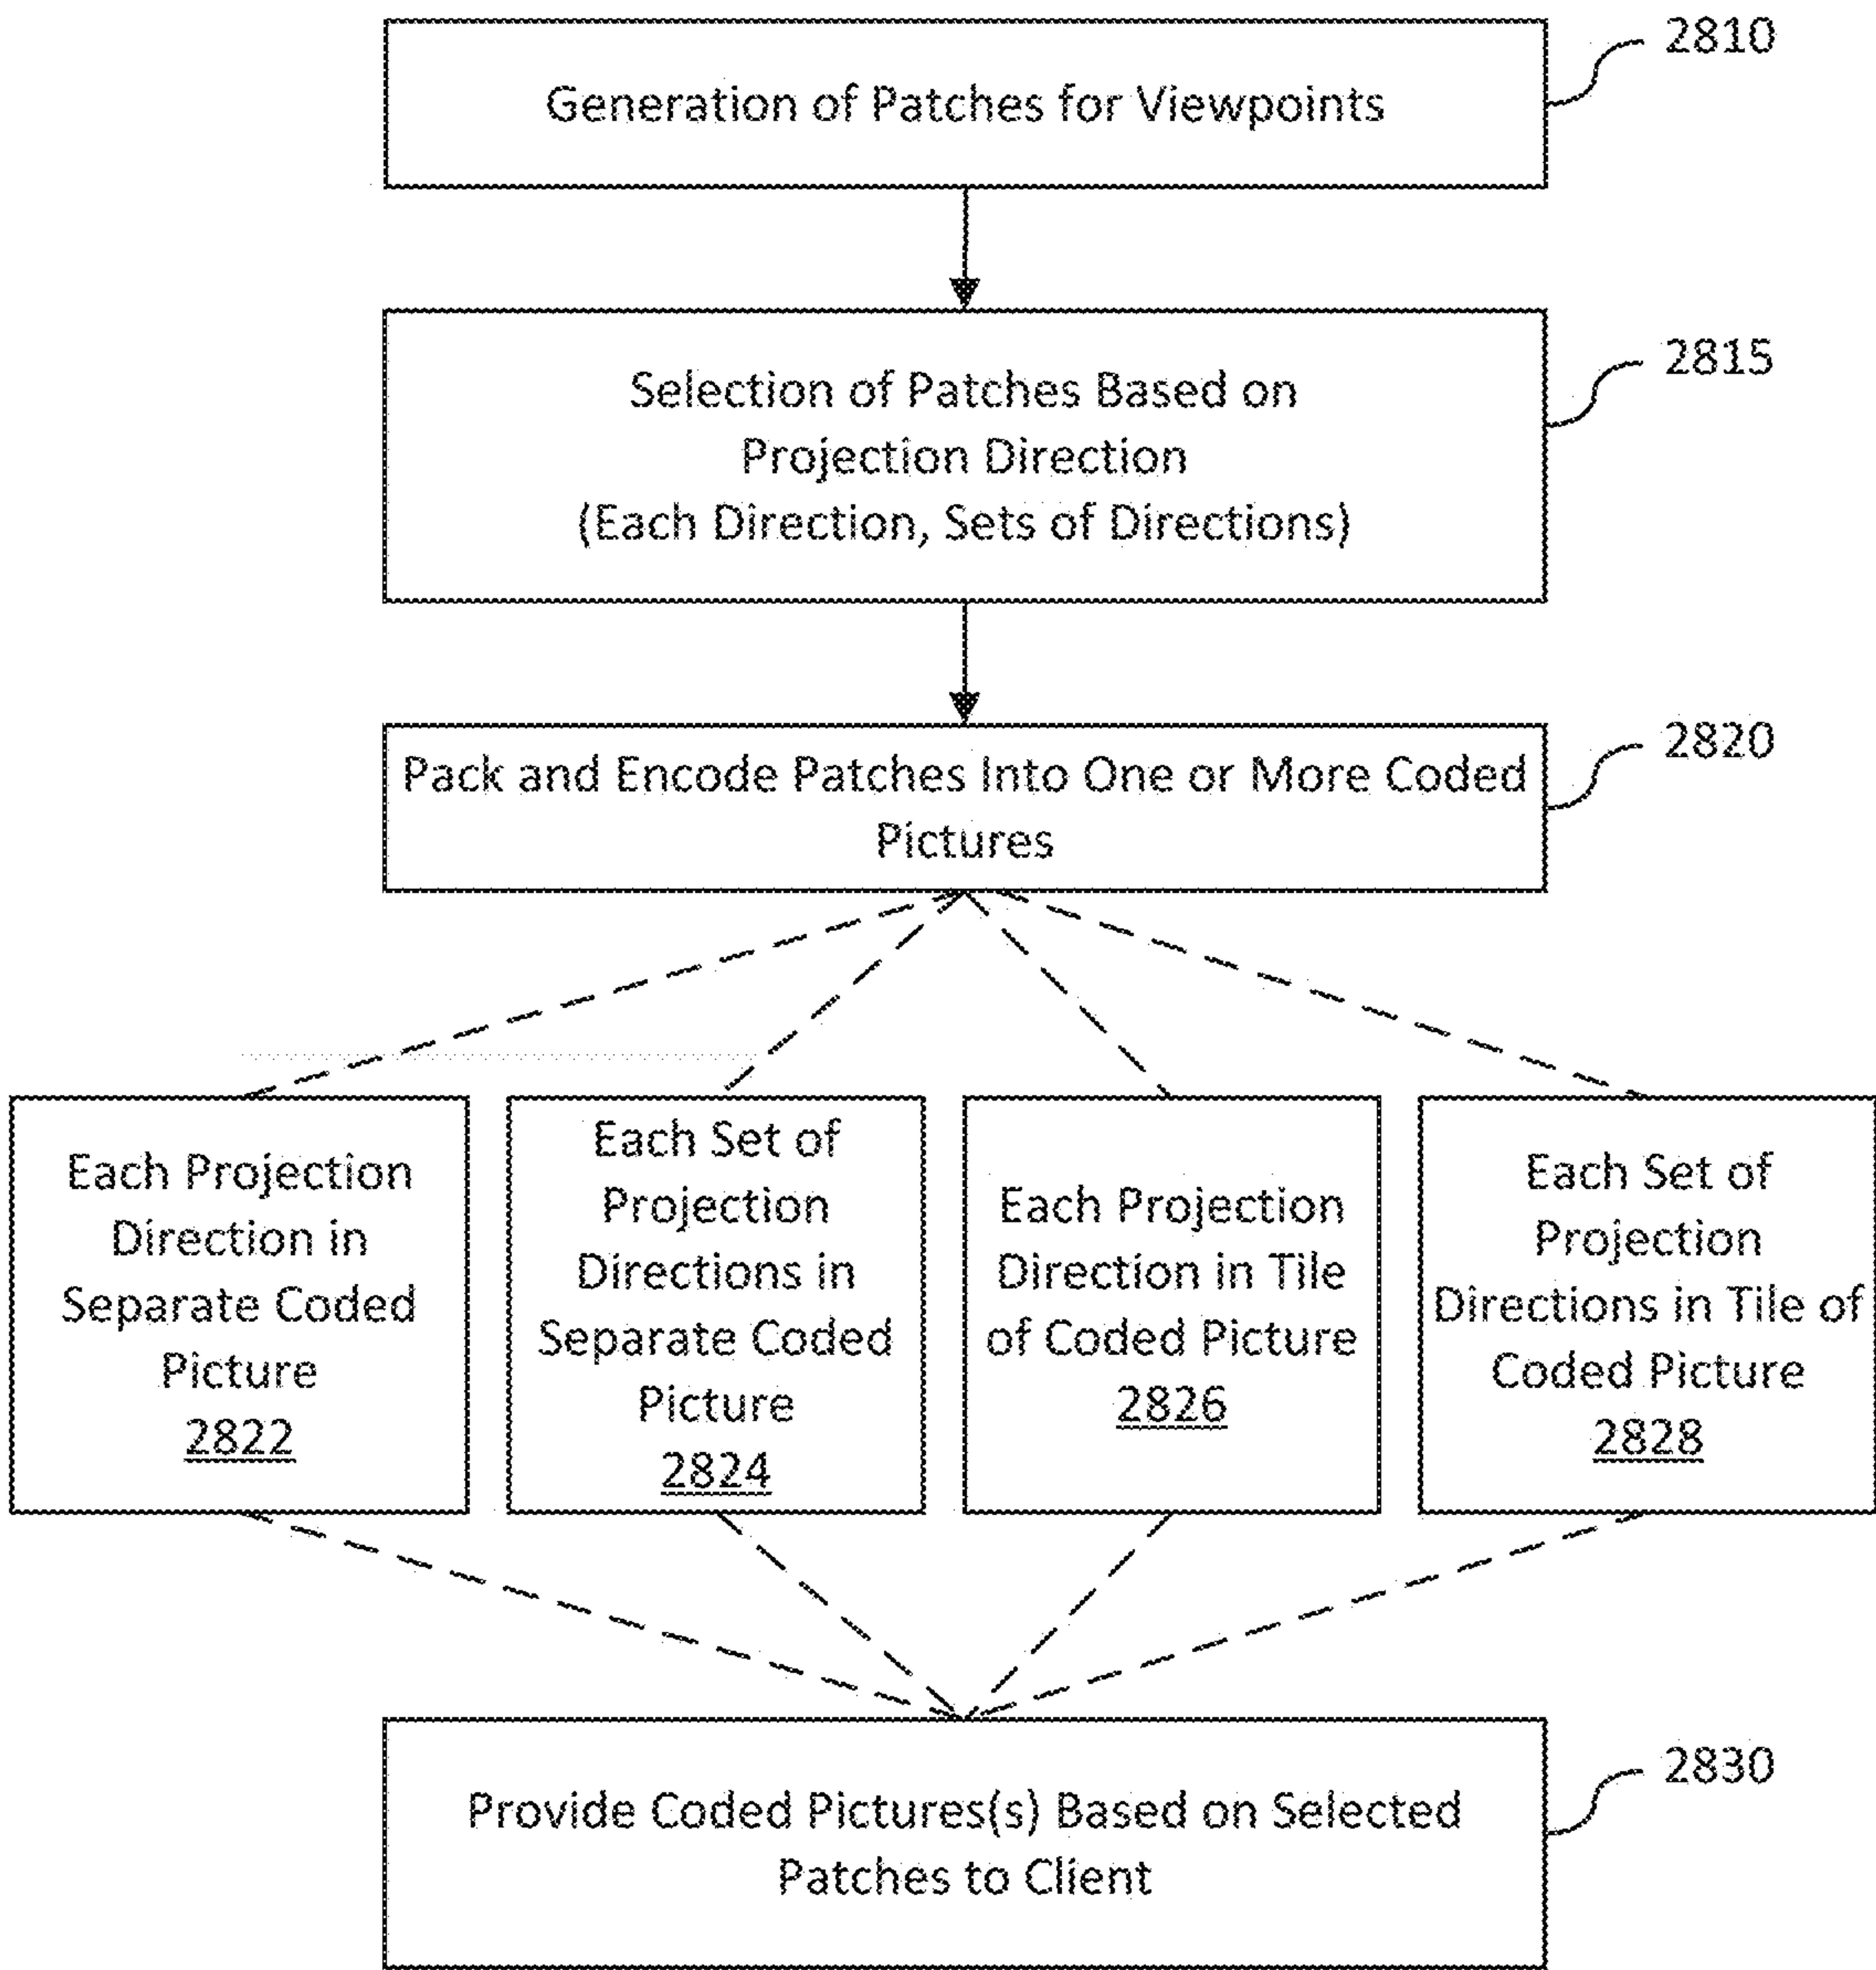 2810
Generation of Patches for Viewpoints
2815
Selection of Patches Based on
Projection Direction
(Each Direction, Sets of Directions)
2820
Pack and Encode Patches Into One or More Coded
Pictures
Each Projection
Direction in
Separate Coded
Picture
2822
Each Set of
Projection
Directions in
Separate Coded
Picture
2824
Each Projection
Direction in Tile
of Coded Picture
2826
Each Set of
Projection
Directions in Tile of
Coded Picture
2828
2830
Provide Coded Pictures(s) Based on Selected
Patches to Client